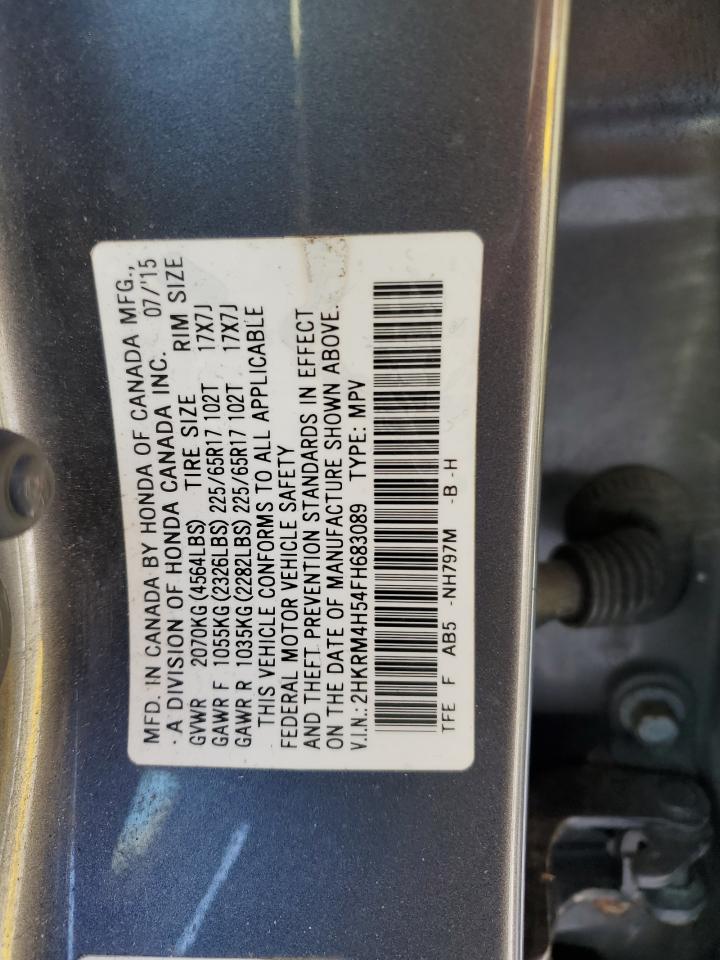 MFD. IN CANADA BY HONDA OF CANADA MFG.,
· A DIVISION OF HONDA CANADA INC. 07/'15
GVWR 2070KG (4564LBS) TIRE SIZE RIM SIZE
GAWR F 1055KG (2326LBS) 225/65R17 102T 17X7J
GAWR R 1035KG (2282LBS) 225/65R17 102T 17X7J
THIS VEHICLE CONFORMS TO ALL APPLICABLE
FEDERAL MOTOR VEHICLE SAFETY
AND THEFT PREVENTION STANDARDS IN EFFECT
ON THE DATE OF MANUFACTURE SHOWN ABOVE.
V.I.N.: 2HKRM4H54FH683089 TYPE: MPV
TFE F AB5 -NH797M -B -H